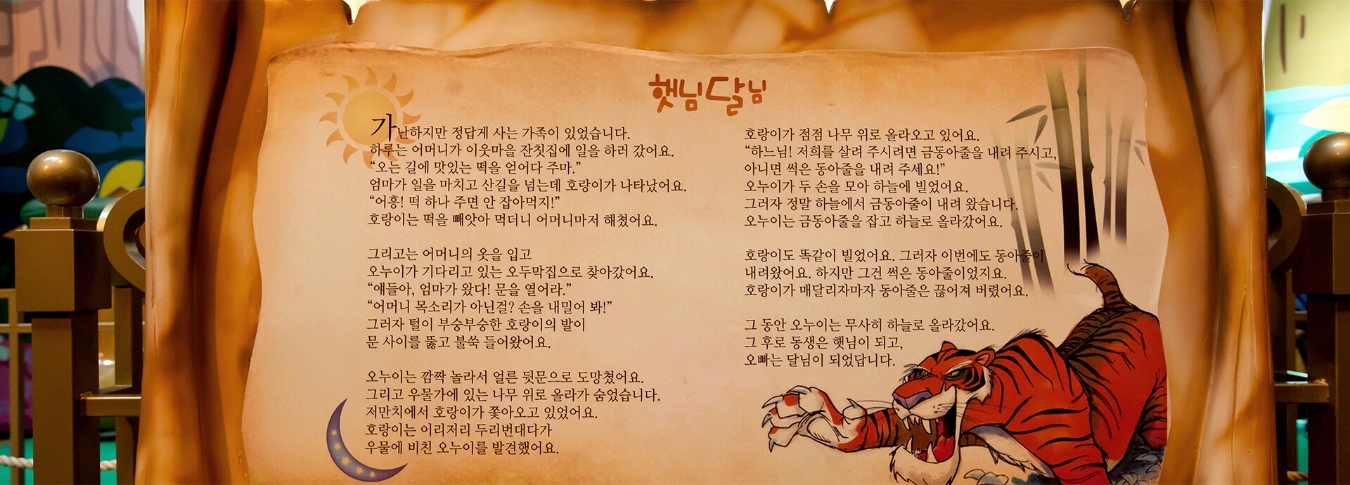 햇님달님
가난하지만 정답게 사는 가족이 있었습니다.
하루는 어머니가 이웃마을 잔칫집에 일을 하러 갔어요.
“오는 길에 맛있는 떡을 얻어다 주마.”
엄마가 일을 마치고 산길을 넘는데 호랑이가 나타났어요.
“어흥! 떡 하나 주면 안 잡아먹지!”
호랑이는 떡을 빼앗아 먹더니 어머니마저 해쳤어요.
그리고는 어머니의 옷을 입고
오누이가 기다리고 있는 오두막집으로 찾아갔어요.
“얘들아, 엄마가 왔다! 문을 열어라.”
“어머니 목소리가 아닌걸? 손을 내밀어 봐!”
그러자 털이 부숭부숭한 호랑이의 발이
문 사이를 뚫고 불쑥 들어왔어요.
오누이는 깜짝 놀라서 얼른 뒷문으로 도망쳤어요.
그리고 우물가에 있는 나무 위로 올라가 숨었습니다.
저만치에서 호랑이가 쫓아오고 있었어요.
호랑이는 이리저리 두리번대다가
우물에 비친 오누이를 발견했어요.
호랑이가 점점 나무 위로 올라오고 있어요.
“하느님! 저희를 살려 주시려면 금동아줄을 내려 주시고,
아니면 썩은 동아줄을 내려 주세요!”
오누이가 두 손을 모아 하늘에 빌었어요.
그러자 정말 하늘에서 금동아줄이 내려 왔습니다.
오누이는 금동아줄을 잡고 하늘로 올라갔어요.
호랑이도 똑같이 빌었어요. 그러자 이번에도 동아줄이
내려왔어요. 하지만 그건 썩은 동아줄이었지요.
호랑이가 매달리자마자 동아줄은 끊어져 버렸어요.
그 동안 오누이는 무사히 하늘로 올라갔어요.
그 후로 동생은 햇님이 되고,
오빠는 달님이 되었답니다.